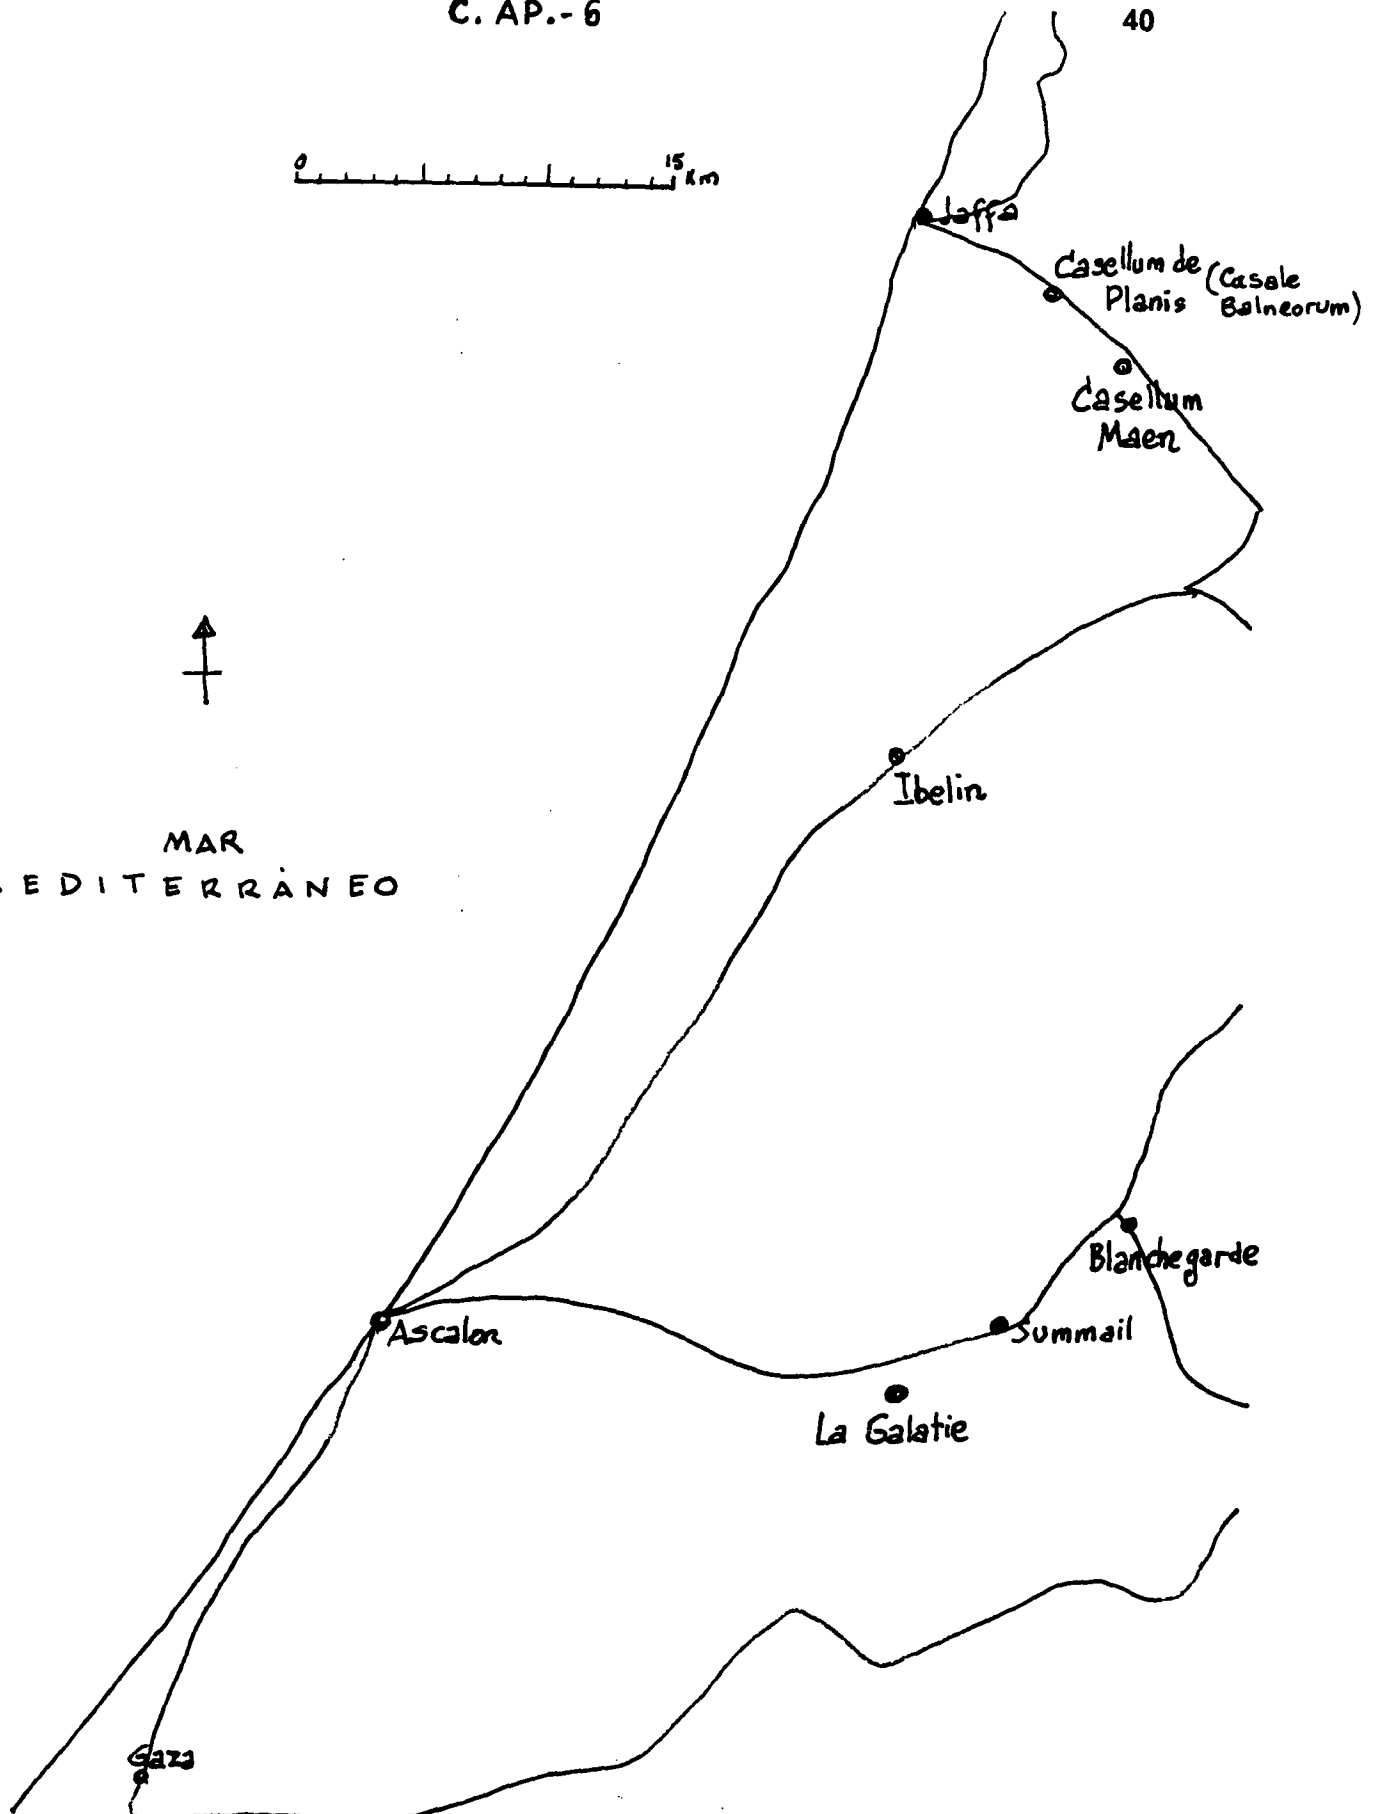 C. AP.- 6
40
0 15 Km
Jaffa
Casellum de (Casale
Planis Balneorum)
Casellum
Maen
Ibelin
MAR
EDITERRÀNEO
Blanchegarde
Ascalon
Summail
La Galatie
Gaza